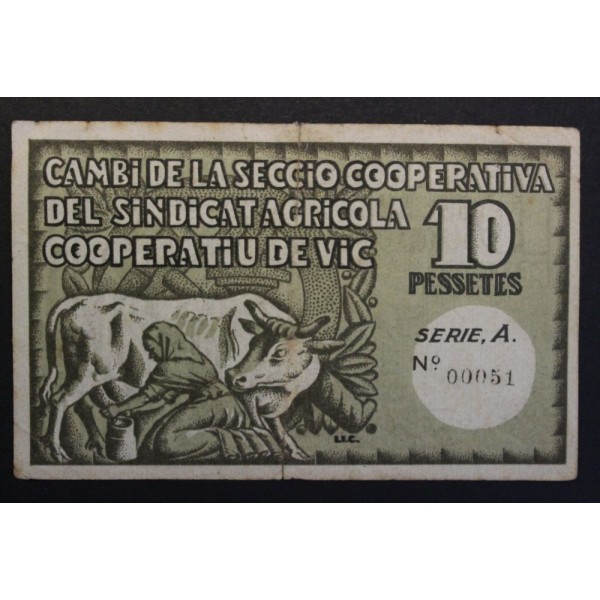 CAMBi DE LA SECCiO COOPERATiVA
DEL SiNDiCAT AGRiCOLA
COOPERATiU DE ViC
10
PESSETES
SERIE, A.
Nº 00051
L.E.C.